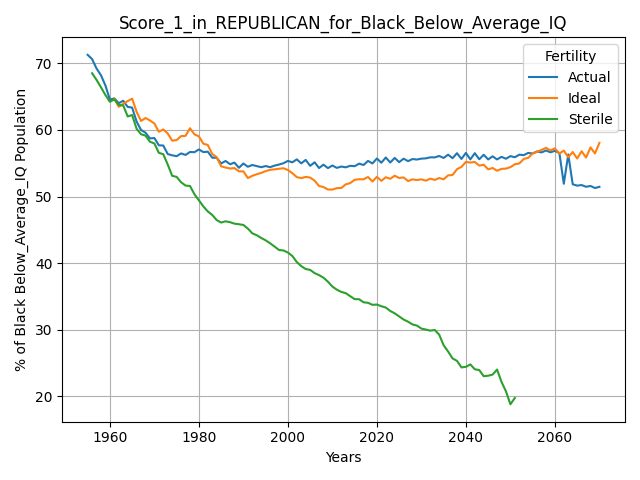 Score_1_in_REPUBLICAN_for_Black_Below_Average_IQ
% of Black Below_Average_IQ Population
70
60
50
40
30
20
Fertility
Actual
Ideal
Sterile
1960 1980 2000 2020 2040 2060
Years